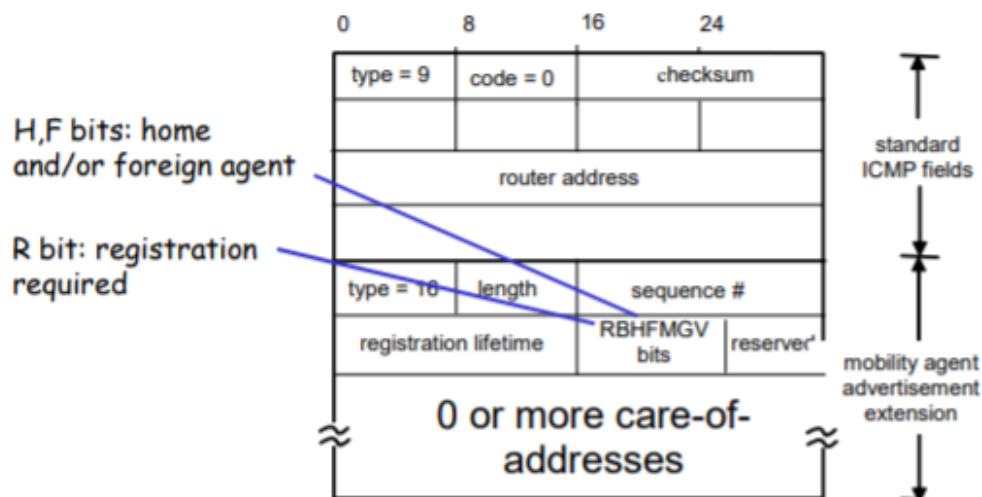 0 8 16 24
type = 9 code = 0 checksum
H,F bits: home
and/or foreign agent
standard
ICMP fields
router address
R bit: registration
required
type = 16 length sequence #
registration lifetime RBHFMGV
bits reserved
mobility agent
advertisement
extension
0 or more care-of-
addresses